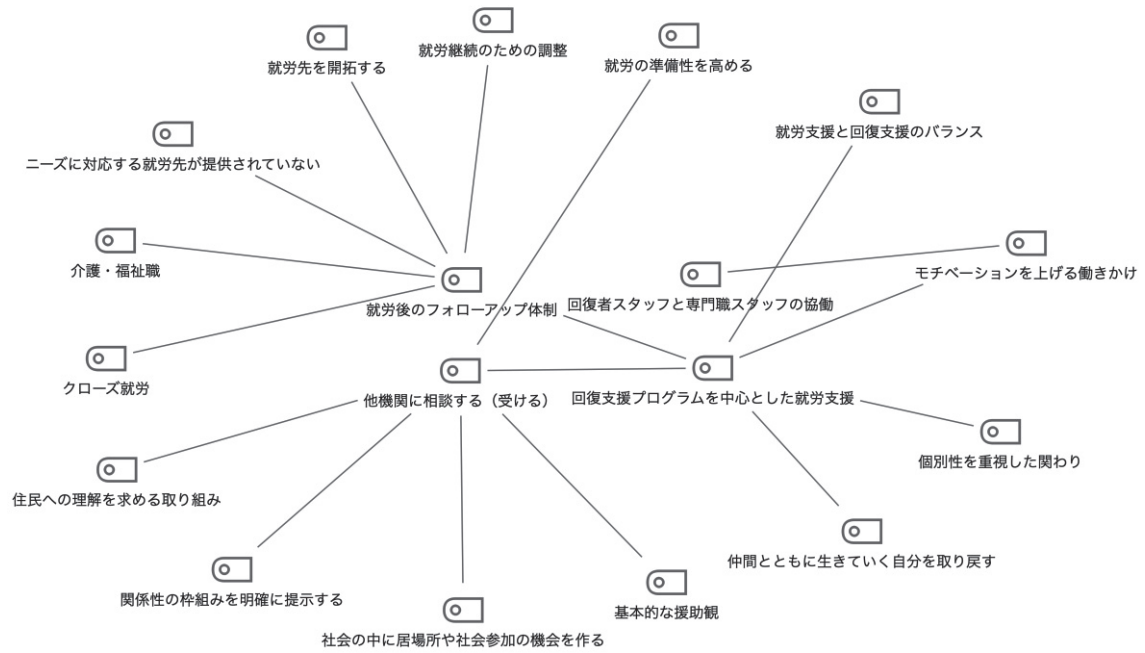 就労継続のための調整
就労先を開拓する
就労の準備性を高める
就労支援と回復支援のバランス
ニーズに対応する就労先が提供されていない
介護・福祉職
モチベーションを上げる働きかけ
就労後のフォローアップ体制
回復者スタッフと専門職スタッフの協働
クローズ就労
他機関に相談する（受ける）
回復支援プログラムを中心とした就労支援
個別性を重視した関わり
住民への理解を求める取り組み
仲間とともに生きていく自分を取り戻す
関係性の枠組みを明確に提示する
基本的な援助観
社会の中に居場所や社会参加の機会を作る